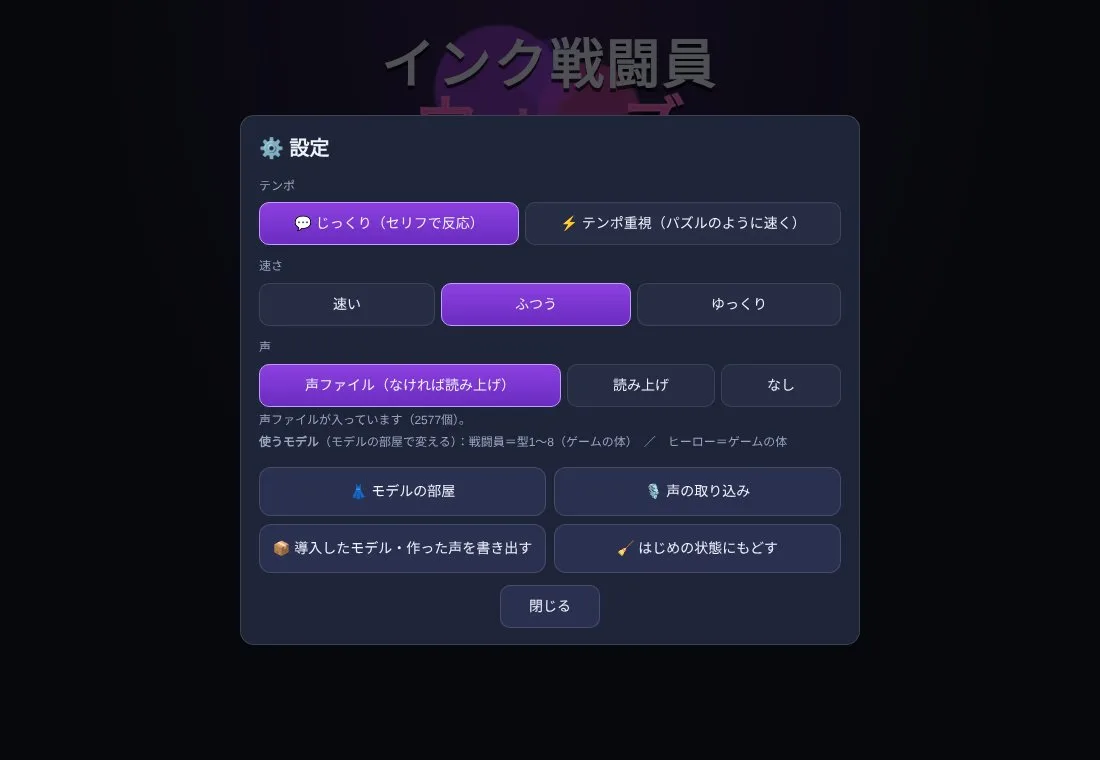 インク戦闘員
⚙️ 設定
テンポ
💬 じっくり（セリフで反応）
⚡ テンポ重視（パズルのように速く）
速さ
速い
ふつう
ゆっくり
声
声ファイル（なければ読み上げ）
読み上げ
なし
声ファイルが入っています（2577個）。
使うモデル（モデルの部屋で変える）：戦闘員＝型1〜8（ゲームの体） ／ ヒーロー＝ゲームの体
👗 モデルの部屋
🎙️ 声の取り込み
📦 導入したモデル・作った声を書き出す
🧹 はじめの状態にもどす
閉じる